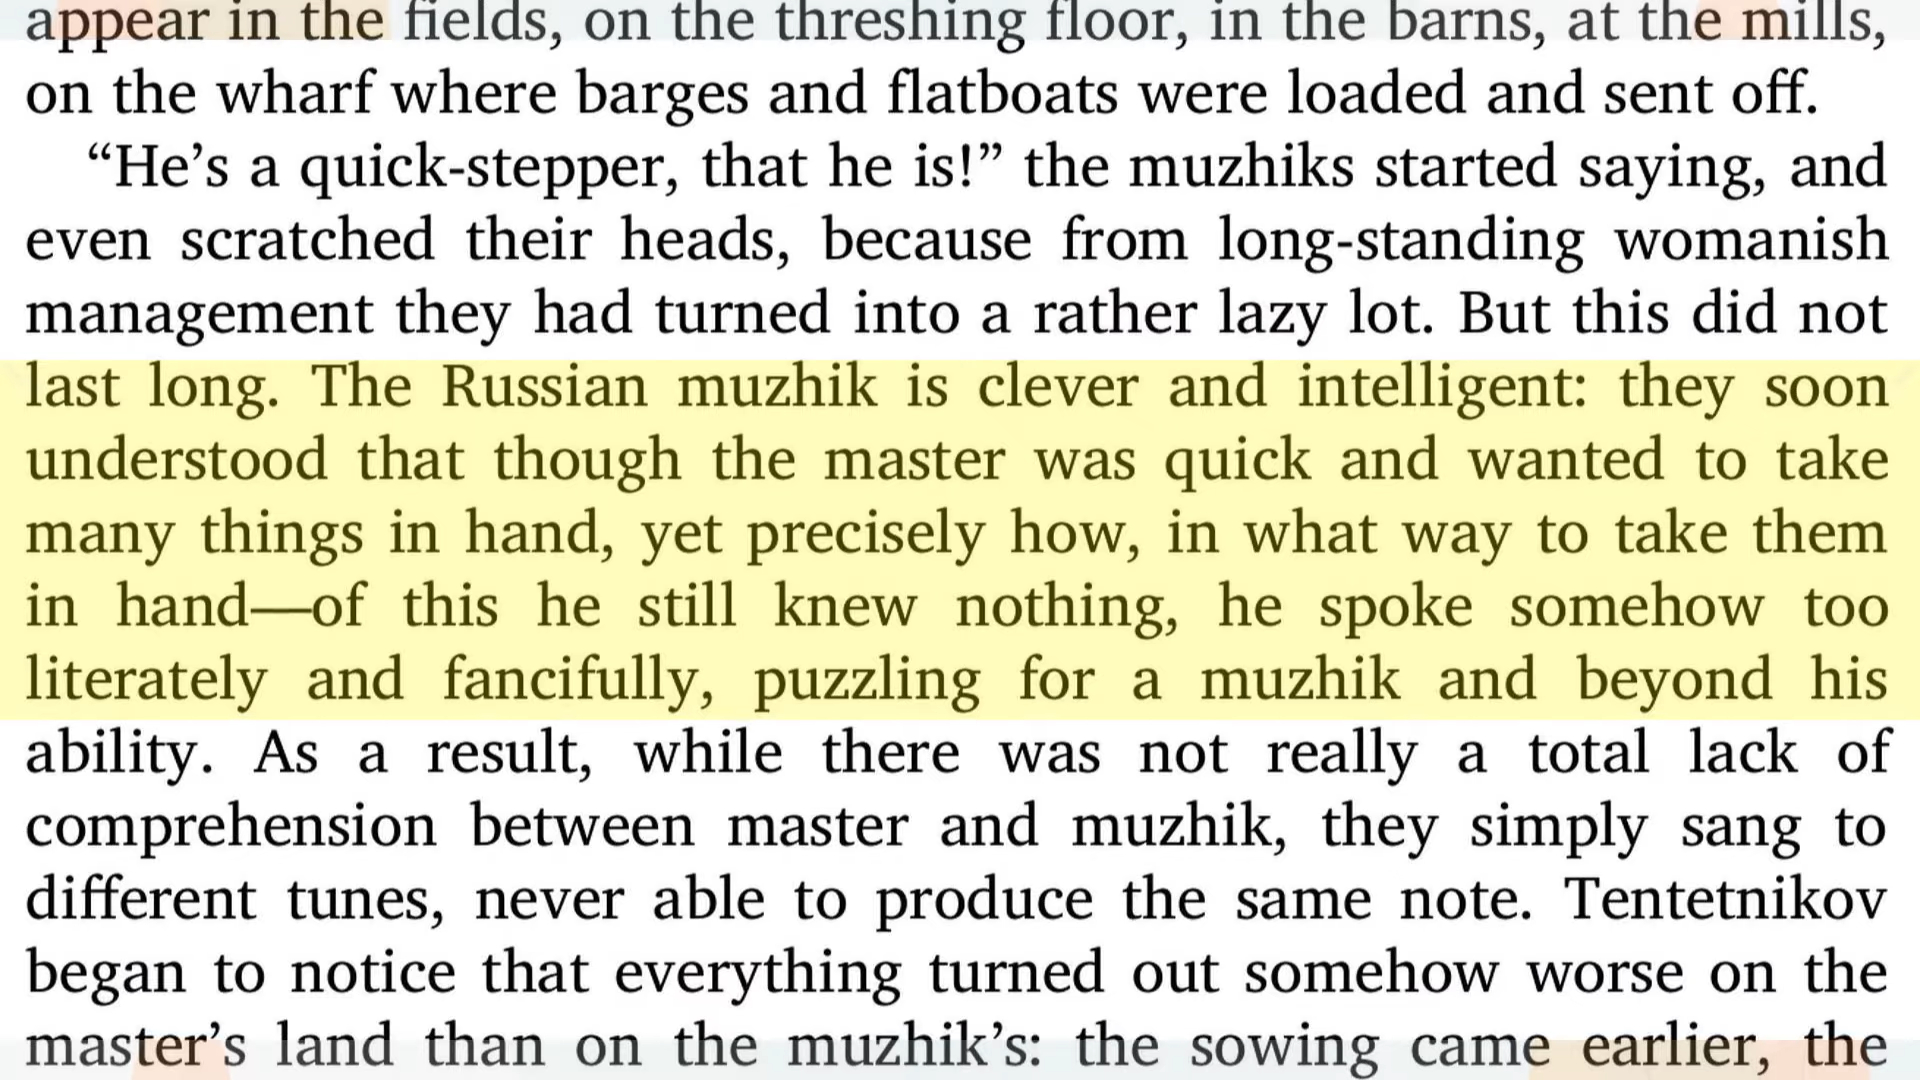 appear in the fields, on the threshing floor, in the barns, at the mills,
on the wharf where barges and flatboats were loaded and sent off.
“He’s a quick-stepper, that he is!” the muzhiks started saying, and
even scratched their heads, because from long-standing womanish
management they had turned into a rather lazy lot. But this did not
last long. The Russian muzhik is clever and intelligent: they soon
understood that though the master was quick and wanted to take
many things in hand, yet precisely how, in what way to take them
in hand—of this he still knew nothing, he spoke somehow too
literately and fancifully, puzzling for a muzhik and beyond his
ability. As a result, while there was not really a total lack of
comprehension between master and muzhik, they simply sang to
different tunes, never able to produce the same note. Tentetnikov
began to notice that everything turned out somehow worse on the
master’s land than on the muzhik’s: the sowing came earlier, the